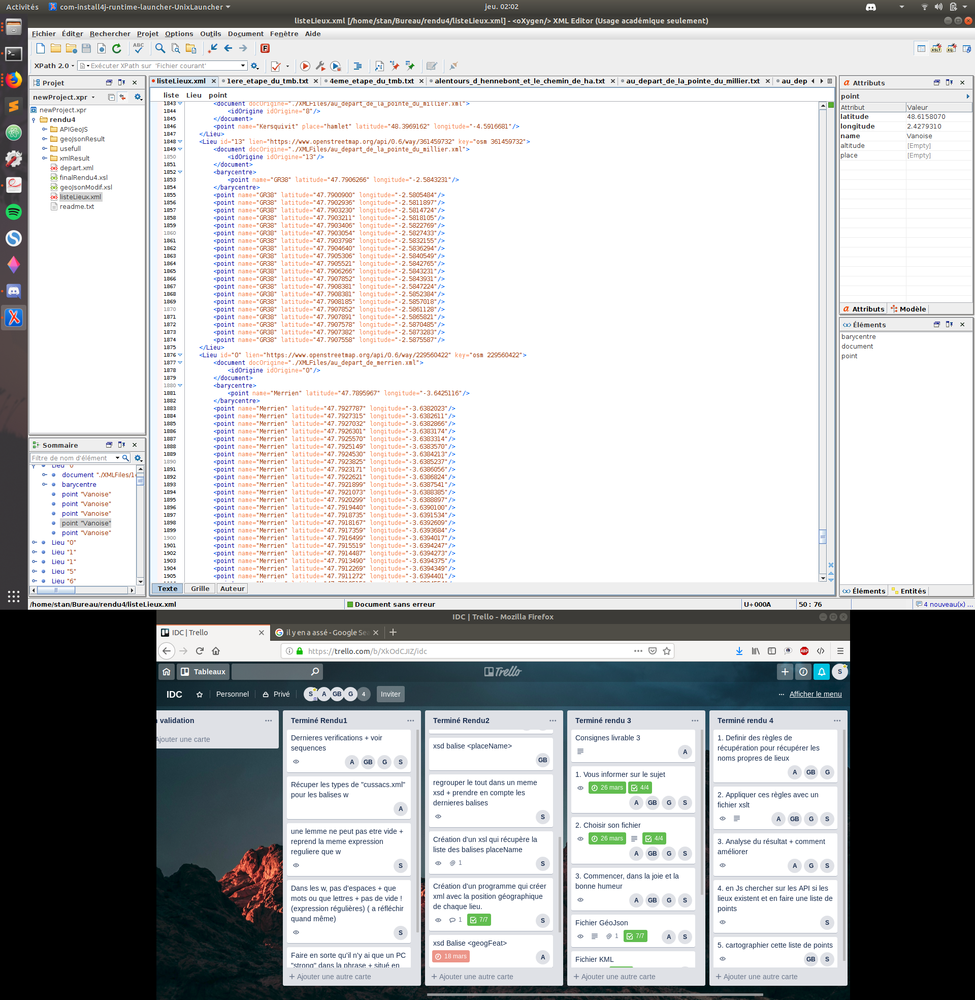 Activités com-install4j-runtime-launcher-UnixLauncher jeu. 02:02
listeLieux.xml [/home/stan/Bureau/rendu4/listeLieux.xml] - <oXygen/> XML Editor (Usage académique seulement)
Fichier Éditer Rechercher Projet Options Outils Document Fenêtre Aide
XPath 2.0 Exécuter XPath sur 'Fichier courant'
Projet
newProject.xpr
newProject.xpr
rendu4
APIGeoJS
geoJsonResult
usefull
xmlResult
depart.xml
finalRendu4.xsl
geoJsonModif.xsl
listeLieux.xml
readme.txt
Sommaire
Filtre de nom d'élément
Lieu "0"
document "./XMLFiles/1
barycentre
point "Vanoise"
point "Vanoise"
point "Vanoise"
point "Vanoise"
point "Vanoise"
Lieu "0"
Lieu "1"
Lieu "1"
Lieu "5"
Lieu "6"
listeLieux.xml 1ere_etape_du_tmb.txt 4eme_etape_du_tmb.txt alentours_d_hennebont_et_le_chemin_de_ha.txt au_depart_de_la_pointe_du_millier.txt au_dep
liste Lieu point
1843 <document docOrigine="./XMLFiles/au_depart_de_la_pointe_du_millier.xml">
1844 <idOrigine idOrigine="8"/>
1845 </document>
1846 <point name="Kersquivit" place="hamlet" latitude="48.3969162" longitude="-4.5916681"/>
1847 </Lieu>
1848 <Lieu id="13" lien="https://www.openstreetmap.org/api/0.6/way/361459732" key="osm 361459732">
1849 <document docOrigine="./XMLFiles/au_depart_de_la_pointe_du_millier.xml">
1850 <idOrigine idOrigine="13"/>
1851 </document>
1852 <barycentre>
1853 <point name="GR38" latitude="47.7906266" longitude="-2.5843231"/>
1854 </barycentre>
1855 <point name="GR38" latitude="47.7900900" longitude="-2.5805484"/>
1856 <point name="GR38" latitude="47.7902936" longitude="-2.5811897"/>
1857 <point name="GR38" latitude="47.7903230" longitude="-2.5814724"/>
1858 <point name="GR38" latitude="47.7903211" longitude="-2.5818105"/>
1859 <point name="GR38" latitude="47.7903406" longitude="-2.5822769"/>
1860 <point name="GR38" latitude="47.7903054" longitude="-2.5827433"/>
1861 <point name="GR38" latitude="47.7903798" longitude="-2.5832155"/>
1862 <point name="GR38" latitude="47.7904640" longitude="-2.5836294"/>
1863 <point name="GR38" latitude="47.7905306" longitude="-2.5840549"/>
1864 <point name="GR38" latitude="47.7905521" longitude="-2.5842765"/>
1865 <point name="GR38" latitude="47.7906266" longitude="-2.5843231"/>
1866 <point name="GR38" latitude="47.7907852" longitude="-2.5843931"/>
1867 <point name="GR38" latitude="47.7908381" longitude="-2.5847224"/>
1868 <point name="GR38" latitude="47.7908381" longitude="-2.5852384"/>
1869 <point name="GR38" latitude="47.7908185" longitude="-2.5857018"/>
1870 <point name="GR38" latitude="47.7907852" longitude="-2.5861128"/>
1871 <point name="GR38" latitude="47.7907891" longitude="-2.5865821"/>
1872 <point name="GR38" latitude="47.7907578" longitude="-2.5870485"/>
1873 <point name="GR38" latitude="47.7907382" longitude="-2.5873283"/>
1874 <point name="GR38" latitude="47.7907558" longitude="-2.5875587"/>
1875 </Lieu>
1876 <Lieu id="0" lien="https://www.openstreetmap.org/api/0.6/way/229560422" key="osm 229560422">
1877 <document docOrigine="./XMLFiles/au_depart_de_merrien.xml">
1878 <idOrigine idOrigine="0"/>
1879 </document>
1880 <barycentre>
1881 <point name="Merrien" latitude="47.7895967" longitude="-3.6425116"/>
1882 </barycentre>
1883 <point name="Merrien" latitude="47.7927787" longitude="-3.6382023"/>
1884 <point name="Merrien" latitude="47.7927315" longitude="-3.6382611"/>
1885 <point name="Merrien" latitude="47.7927032" longitude="-3.6382866"/>
1886 <point name="Merrien" latitude="47.7926301" longitude="-3.6383174"/>
1887 <point name="Merrien" latitude="47.7925570" longitude="-3.6383314"/>
1888 <point name="Merrien" latitude="47.7925149" longitude="-3.6383570"/>
1889 <point name="Merrien" latitude="47.7924530" longitude="-3.6384213"/>
1890 <point name="Merrien" latitude="47.7923825" longitude="-3.6385237"/>
1891 <point name="Merrien" latitude="47.7923171" longitude="-3.6386056"/>
1892 <point name="Merrien" latitude="47.7922621" longitude="-3.6386824"/>
1893 <point name="Merrien" latitude="47.7921899" longitude="-3.6387541"/>
1894 <point name="Merrien" latitude="47.7921073" longitude="-3.6388385"/>
1895 <point name="Merrien" latitude="47.7920299" longitude="-3.6388897"/>
1896 <point name="Merrien" latitude="47.7919440" longitude="-3.6390100"/>
1897 <point name="Merrien" latitude="47.7918735" longitude="-3.6391534"/>
1898 <point name="Merrien" latitude="47.7918167" longitude="-3.6392609"/>
1899 <point name="Merrien" latitude="47.7917359" longitude="-3.6393684"/>
1900 <point name="Merrien" latitude="47.7916499" longitude="-3.6394017"/>
1901 <point name="Merrien" latitude="47.7915519" longitude="-3.6394247"/>
1902 <point name="Merrien" latitude="47.7914487" longitude="-3.6394273"/>
1903 <point name="Merrien" latitude="47.7913490" longitude="-3.6394375"/>
1904 <point name="Merrien" latitude="47.7912269" longitude="-3.6394349"/>
1905 <point name="Merrien" latitude="47.7911272" longitude="-3.6394401"/>
Texte Grille Auteur
Attributs
point
Attribut Valeur
latitude 48.6158070
longitude 2.4279310
name Vanoise
altitude [Empty]
place [Empty]
Attributs Modèle
Éléments
barycentre
document
point
Éléments Entités
/home/stan/Bureau/rendu4/listeLieux.xml Document sans erreur U+000A 50 : 76 4 nouveau(x) ...
IDC | Trello - Mozilla Firefox
IDC | Trello il y en a assé - Google Sea
https://trello.com/b/XkOdCJIZ/idc
Tableaux Trello S
IDC Personnel Privé S A GB G 4 Inviter ... Afficher le menu
validation
Ajouter une carte
Terminé Rendu1
Dernieres verifications + voir
sequences
A GB G S
Récuper les types de "cussacs.xml"
pour les balises w
A
une lemme ne peut pas etre vide +
reprend la meme expression
reguliere que w
S
Dans les w, pas d'espaces + que
mots ou que lettres + pas de vide !
(expression régulières) ( a réfléchir
quand même)
S
Faire en sorte qu'il n'y ai que un PC
"strong" dans la phrase + situé en
+ Ajouter une autre carte
Terminé Rendu2
xsd balise <placeName>
GB
regrouper le tout dans un meme
xsd + prendre en compte les
dernieres balises
S
Création d'un xsl qui récupère la
liste des balises placeName
1 S
Création d'un programme qui créer
xml avec la position géographique
de chaque lieu.
1 7/7 S
xsd Balise <geogFeat>
18 mars A
+ Ajouter une autre carte
Terminé rendu 3
Consignes livrable 3
A
1. Vous informer sur le sujet
26 mars 4/4
A GB G S
2. Choisir son fichier
26 mars 4/4
A GB G S
3. Commencer, dans la joie et la
bonne humeur
A GB G S
Fichier GéoJson
1 7/7 A S
Fichier KML
+ Ajouter une autre carte
Terminé rendu 4
1. Definir des règles de
récupération pour récupérer les
noms propres de lieux
A GB G
2. Appliquer ces règles avec un
fichier xslt
A GB G S
3. Analyse du résultat + comment
améliorer
A G S
4. en Js chercher sur les API si les
lieux existent et en faire une liste de
points
S
5. cartographier cette liste de points
GB S
+ Ajouter une autre carte